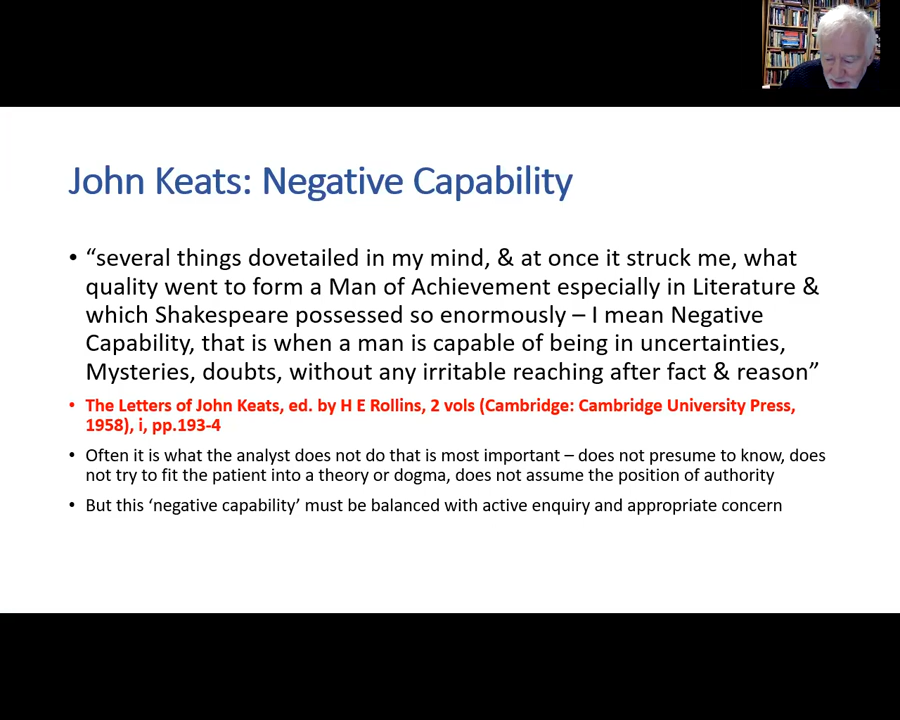 John Keats: Negative Capability
• “several things dovetailed in my mind, & at once it struck me, what
quality went to form a Man of Achievement especially in Literature &
which Shakespeare possessed so enormously – I mean Negative
Capability, that is when a man is capable of being in uncertainties,
Mysteries, doubts, without any irritable reaching after fact & reason”
• The Letters of John Keats, ed. by H E Rollins, 2 vols (Cambridge: Cambridge University Press,
1958), i, pp.193-4
• Often it is what the analyst does not do that is most important – does not presume to know, does
not try to fit the patient into a theory or dogma, does not assume the position of authority
• But this ‘negative capability’ must be balanced with active enquiry and appropriate concern